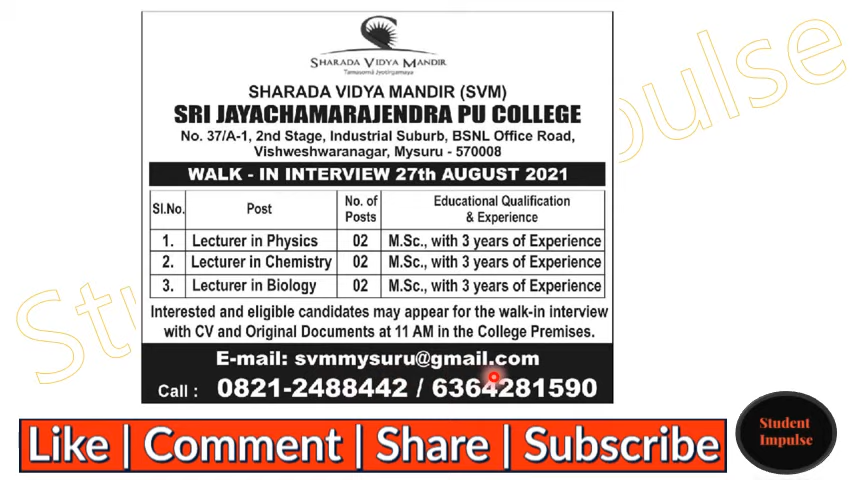 SHARADA VIDYA MANDIR
Tamasoma Jyotirgamaya
SHARADA VIDYA MANDIR (SVM)
SRI JAYACHAMARAJENDRA PU COLLEGE
No. 37/A-1, 2nd Stage, Industrial Suburb, BSNL Office Road,
Vishweshwaranagar, Mysuru - 570008
WALK - IN INTERVIEW 27th AUGUST 2021
Sl.No. Post No. of Posts Educational Qualification & Experience
1. Lecturer in Physics 02 M.Sc., with 3 years of Experience
2. Lecturer in Chemistry 02 M.Sc., with 3 years of Experience
3. Lecturer in Biology 02 M.Sc., with 3 years of Experience
Interested and eligible candidates may appear for the walk-in interview
with CV and Original Documents at 11 AM in the College Premises.
E-mail: svmmysuru@gmail.com
Call : 0821-2488442 / 6364281590
Like | Comment | Share | Subscribe
Student
Impulse